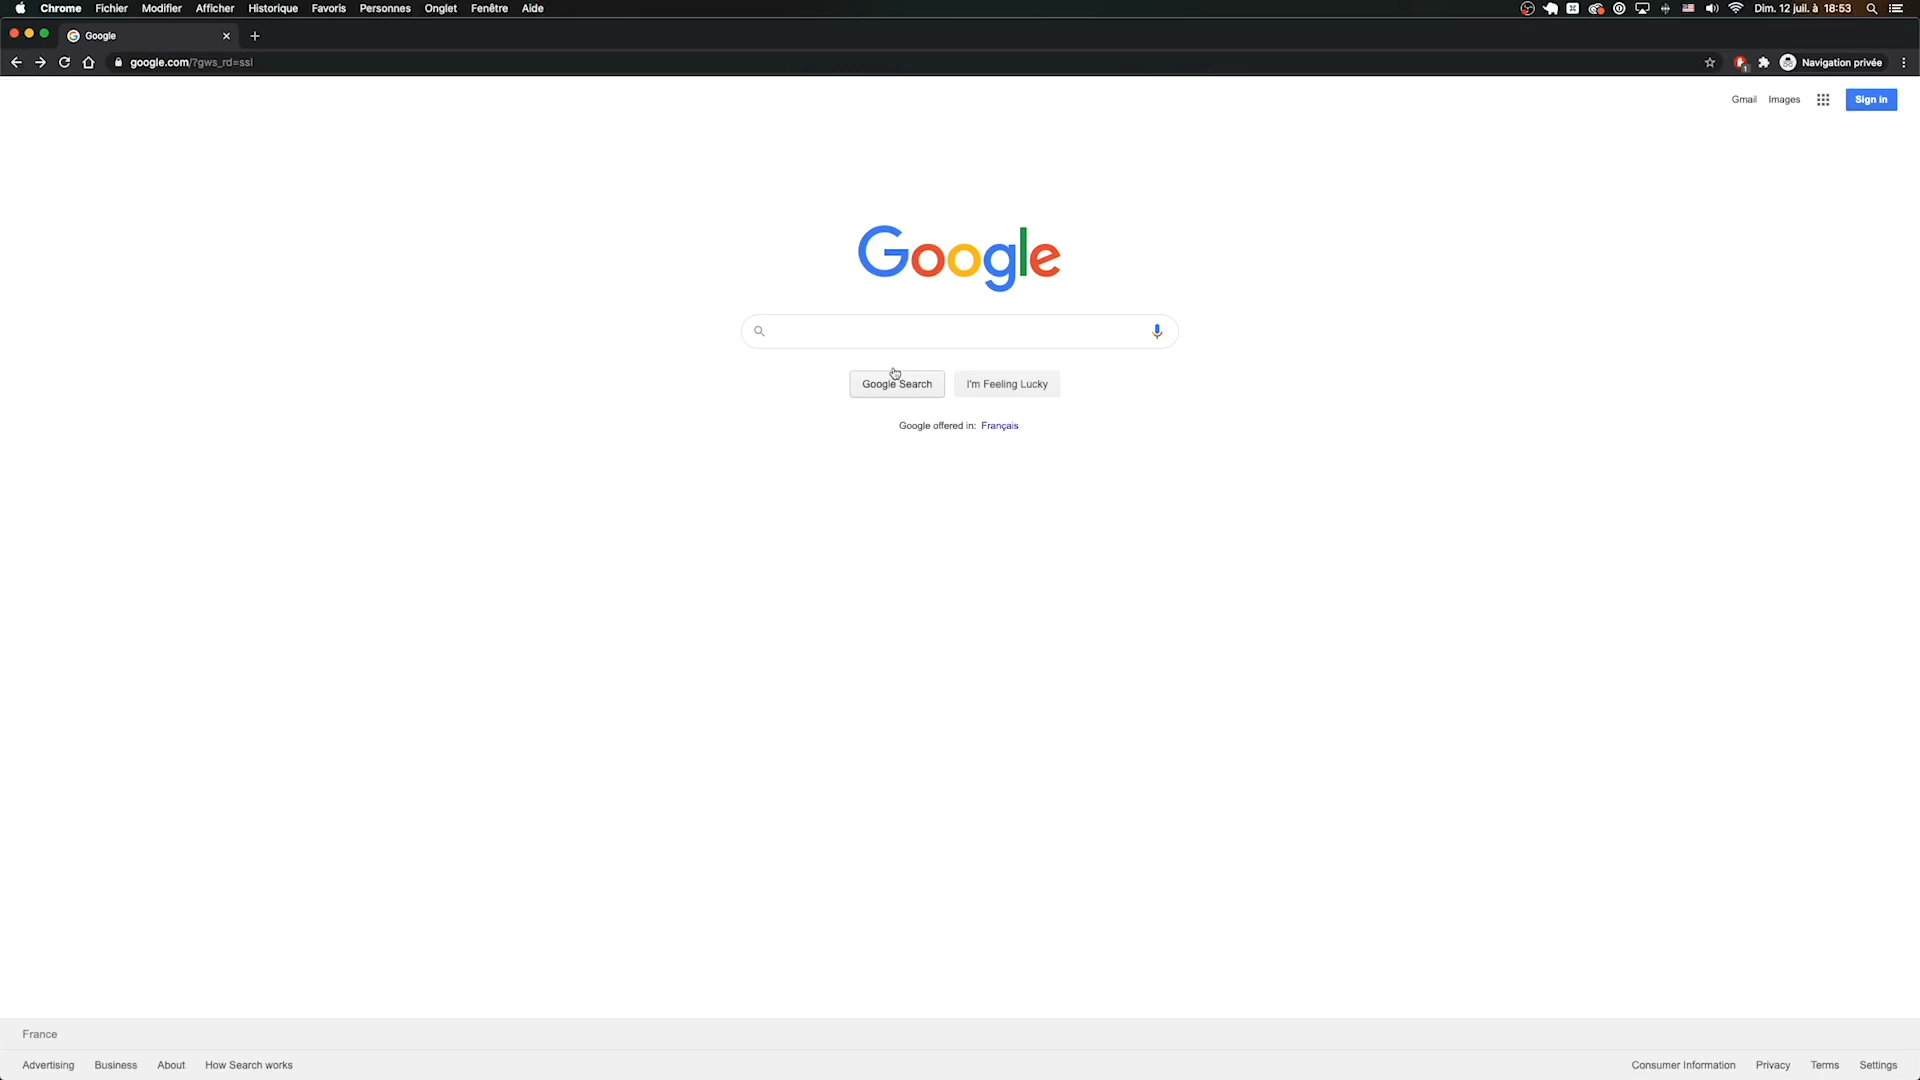 Chrome Fichier Modifier Afficher Historique Favoris Personnes Onglet Fenêtre Aide Dim. 12 juil. à 18:53
Google
google.com/?gws_rd=ssl Navigation privée
Gmail Images Sign in
Google
Google Search I'm Feeling Lucky
Google offered in: Français
France
Advertising Business About How Search works Consumer Information Privacy Terms Settings